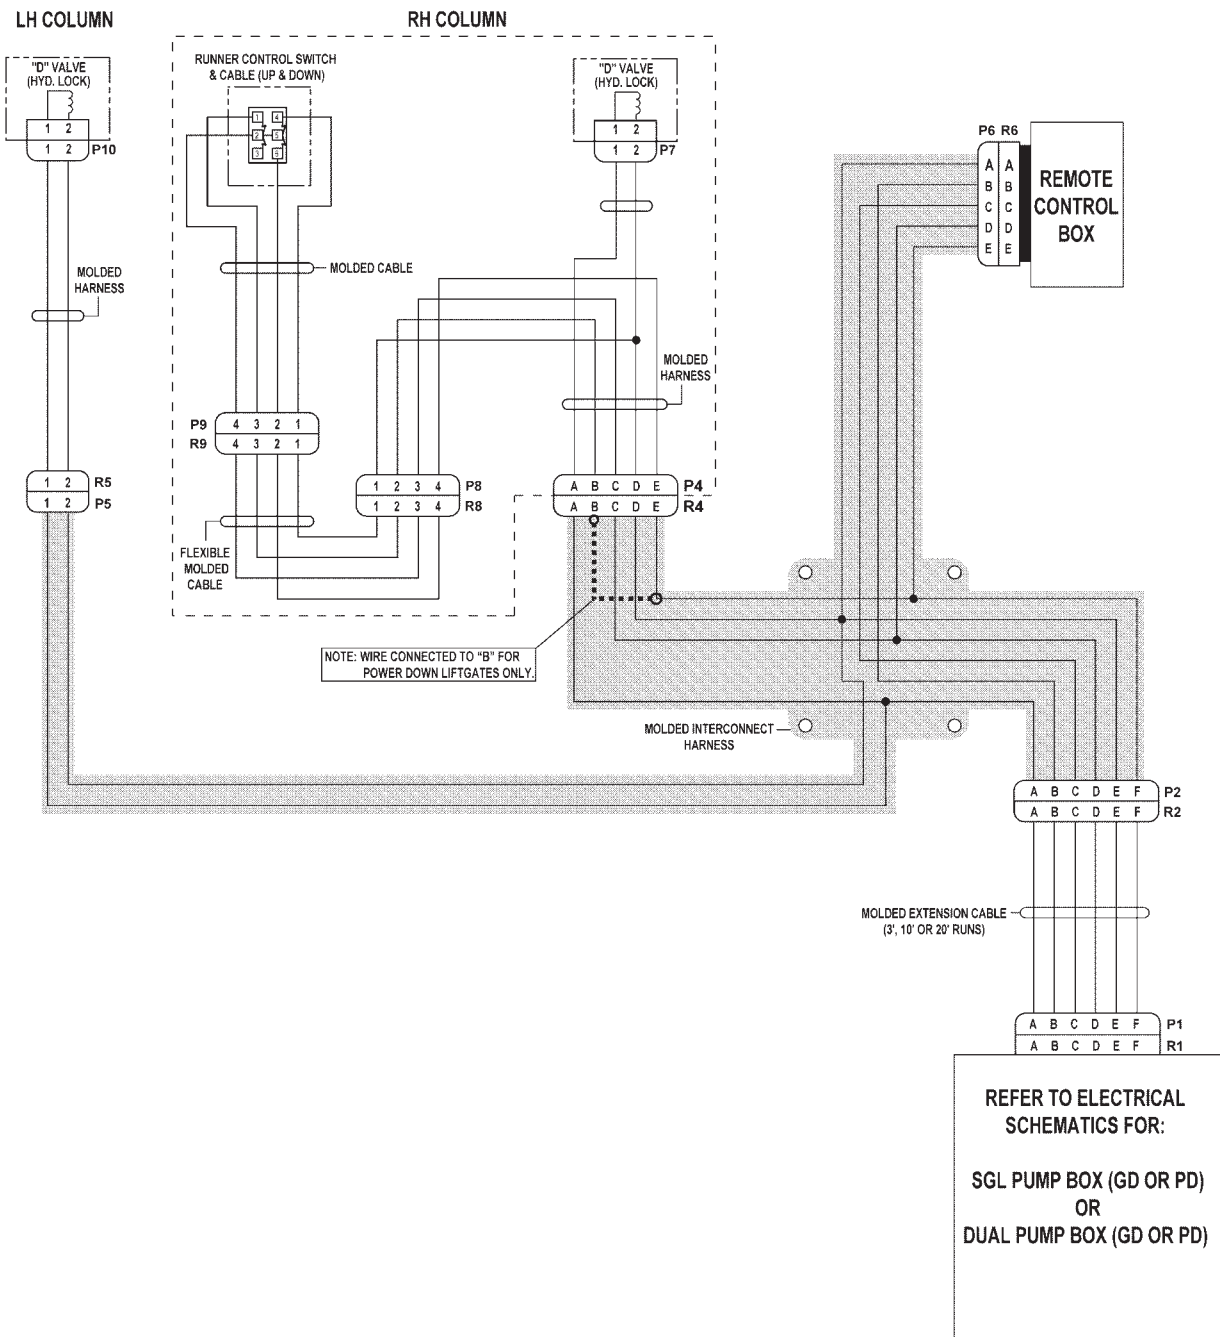 LH COLUMN
RH COLUMN
"D" VALVE
(HYD. LOCK)
1 2
1 2 P10
MOLDED
HARNESS
1 2 R5
1 2 P5
RUNNER CONTROL SWITCH
& CABLE (UP & DOWN)
1 4
2 5
3 6
MOLDED CABLE
P9 4 3 2 1
R9 4 3 2 1
FLEXIBLE
MOLDED
CABLE
"D" VALVE
(HYD. LOCK)
1 2
1 2 P7
MOLDED
HARNESS
1 2 3 4 P8
1 2 3 4 R8
A B C D E P4
A B C D E R4
NOTE: WIRE CONNECTED TO “B” FOR
POWER DOWN LIFTGATES ONLY.
P6 R6
A A
B B
C C
D D
E E
REMOTE
CONTROL
BOX
MOLDED INTERCONNECT
HARNESS
A B C D E F P2
A B C D E F R2
MOLDED EXTENSION CABLE
(3', 10' OR 20' RUNS)
A B C D E F P1
A B C D E F R1
REFER TO ELECTRICAL
SCHEMATICS FOR:
SGL PUMP BOX (GD OR PD)
OR
DUAL PUMP BOX (GD OR PD)